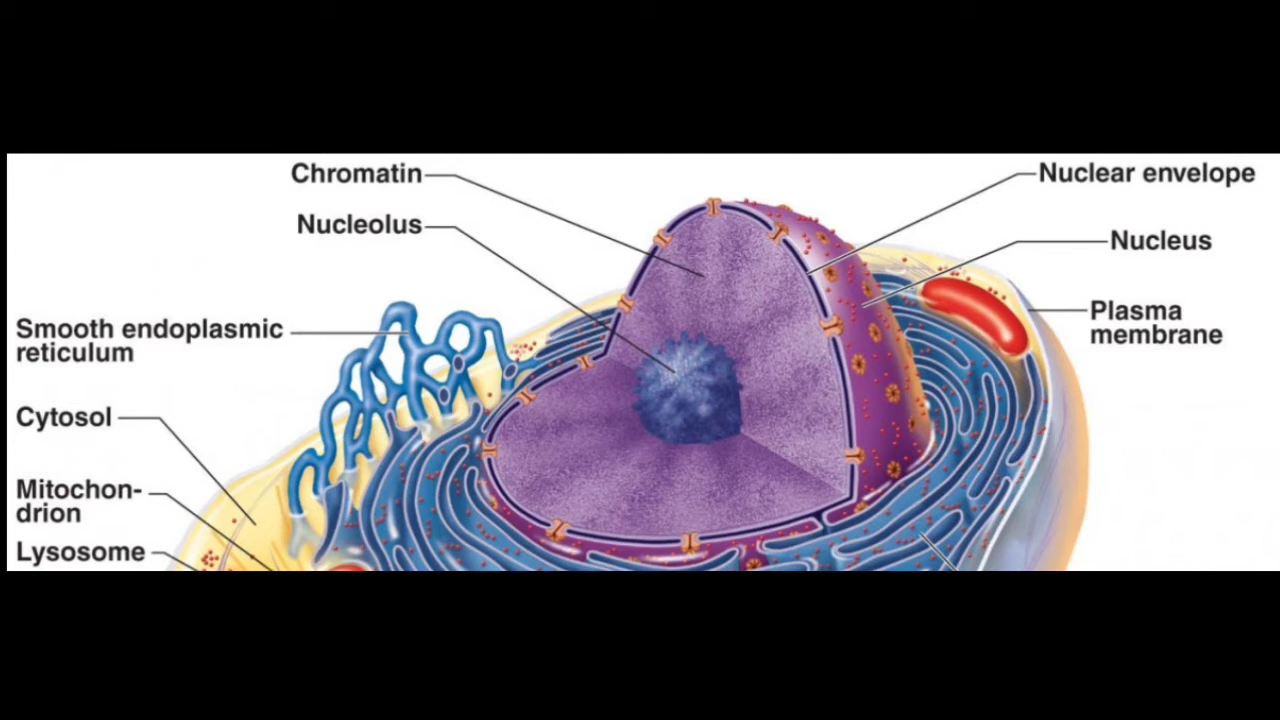 Chromatin
Nucleolus
Smooth endoplasmic
reticulum
Cytosol
Mitochon-
drion
Lysosome
Nuclear envelope
Nucleus
Plasma
membrane